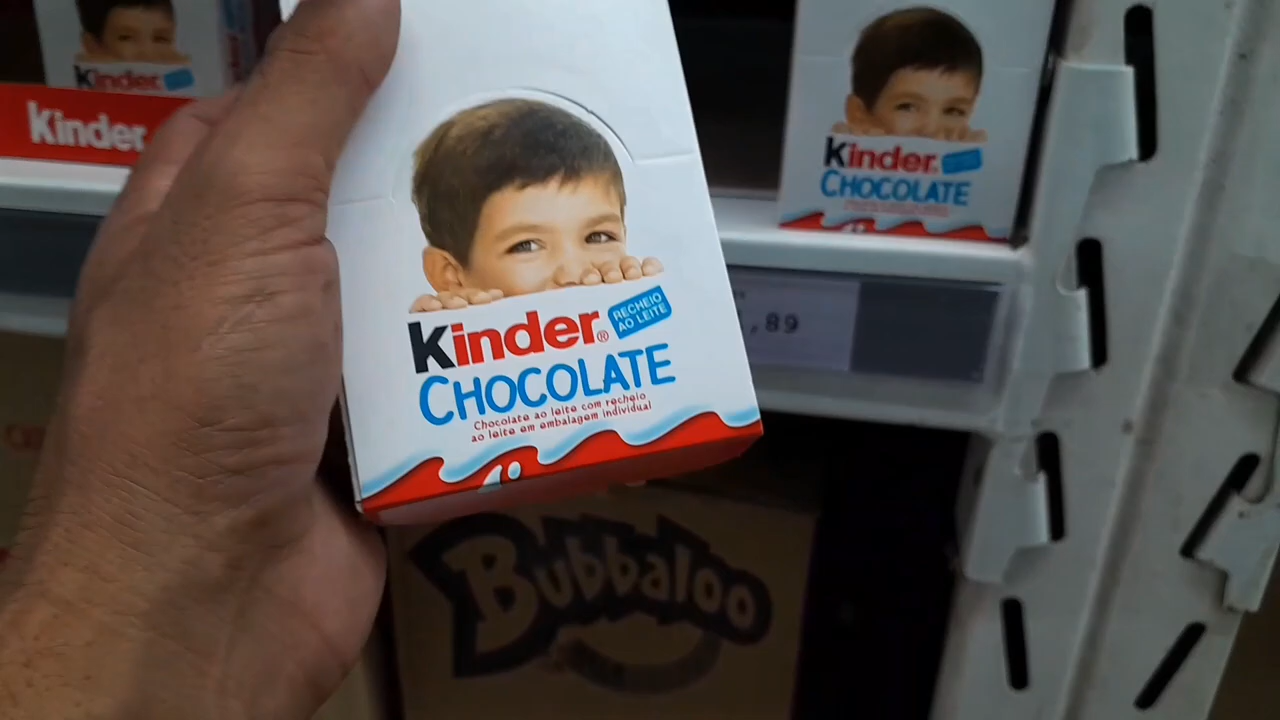 Kinder
Kinder
Kinder®
RECHEIO
AO LEITE
CHOCOLATE
Chocolate ao leite com recheio
ao leite em embalagem individual
Kinder
CHOCOLATE
,89
Bubbaloo